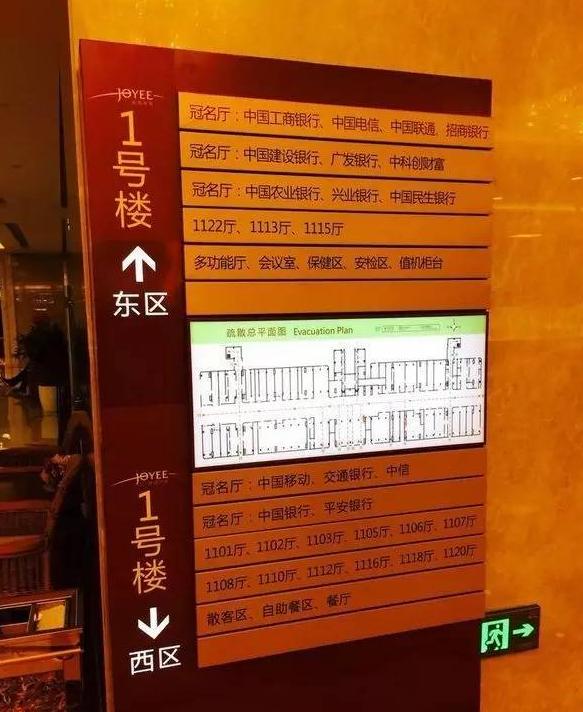 JOYEE
1号楼
东区
冠名厅：中国工商银行、中国电信、中国联通、招商银行
冠名厅：中国建设银行、广发银行、中科创财富
冠名厅：中国农业银行、兴业银行、中国民生银行
1122厅、1113厅、1115厅
多功能厅、会议室、保健区、安检区、值机柜台
疏散总平面图 Evacuation Plan
JOYEE
1号楼
西区
冠名厅：中国移动、交通银行、中信
冠名厅：中国银行、平安银行
1101厅、1102厅、1103厅、1105厅、1106厅、1107厅
1108厅、1110厅、1112厅、1116厅、1118厅、1120厅
散客区、自助餐区、餐厅